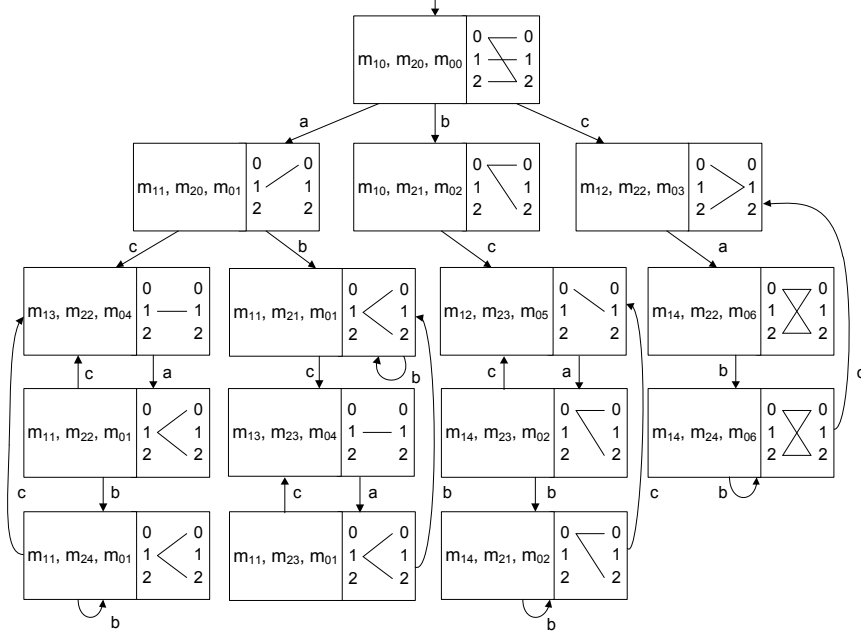 m10, m20, m00 0 0
1 1
2 2
a b c
m11, m20, m01 0 0
1 1
2 2
m10, m21, m02 0 0
1 1
2 2
m12, m22, m03 0 0
1 1
2 2
c b c a
m13, m22, m04 0 0
1 1
2 2
m11, m21, m01 0 0
1 1
2 2
m12, m23, m05 0 0
1 1
2 2
m14, m22, m06 0 0
1 1
2 2
c a c b c a b
m11, m22, m01 0 0
1 1
2 2
m13, m23, m04 0 0
1 1
2 2
m14, m23, m02 0 0
1 1
2 2
m14, m24, m06 0 0
1 1
2 2
c b c a b b c b
m11, m24, m01 0 0
1 1
2 2
m11, m23, m01 0 0
1 1
2 2
m14, m21, m02 0 0
1 1
2 2
b b